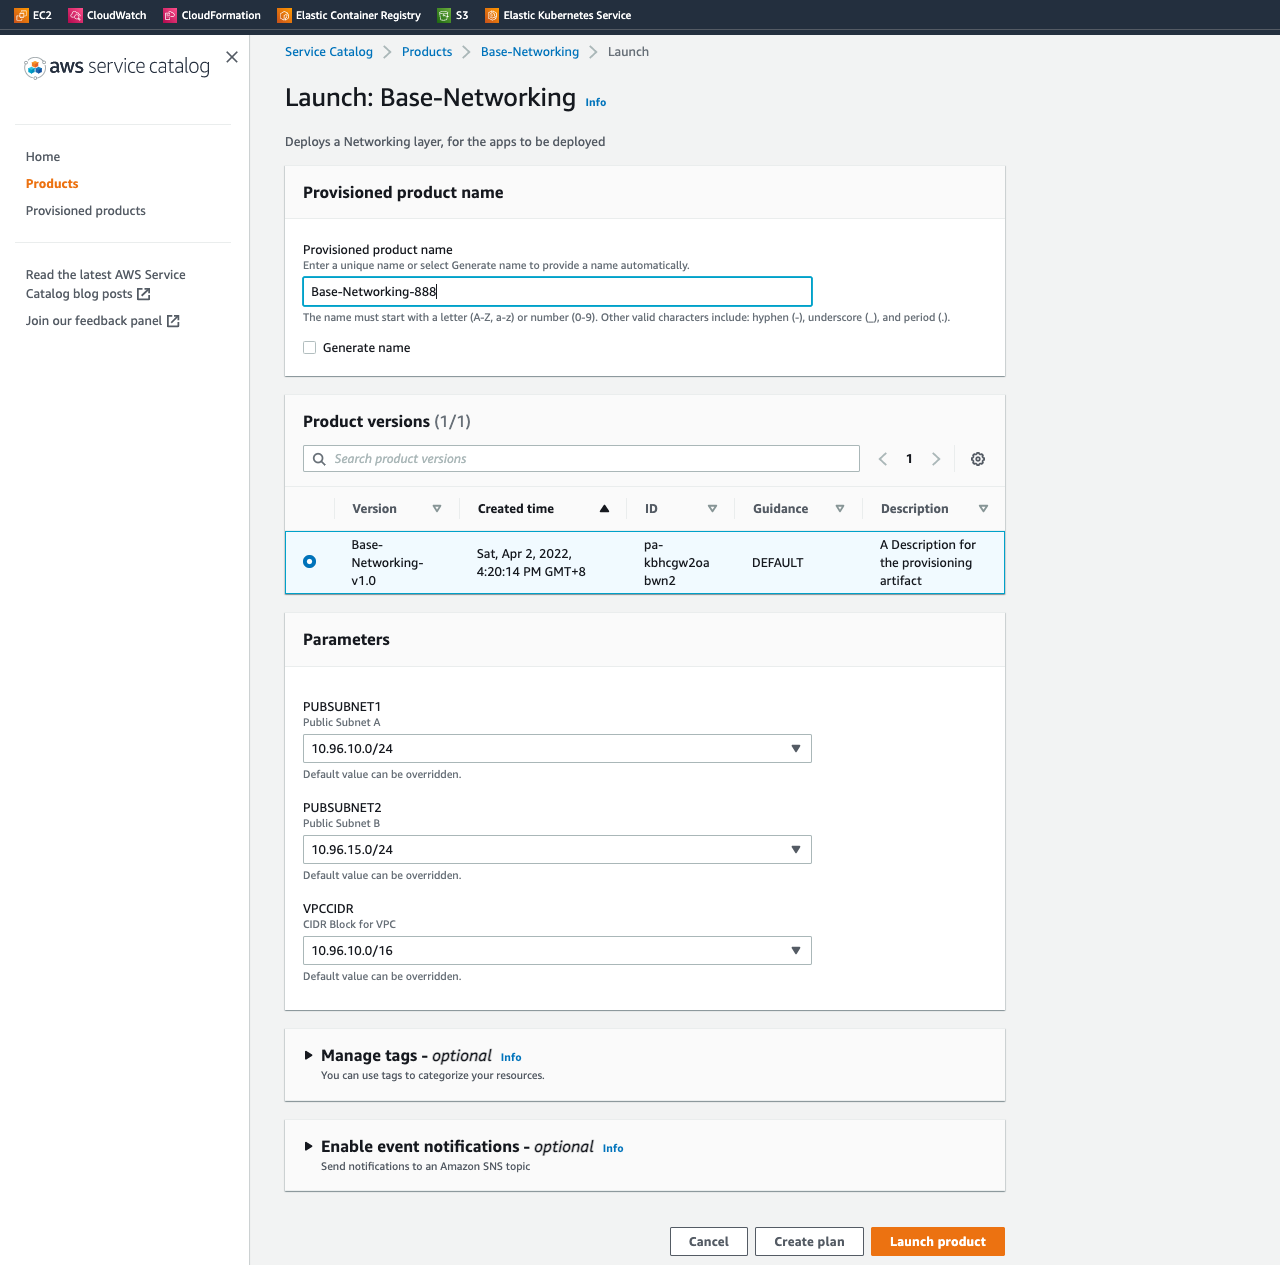 EC2 CloudWatch CloudFormation Elastic Container Registry S3 Elastic Kubernetes Service
aws service catalog
Home
Products
Provisioned products
Read the latest AWS Service
Catalog blog posts
Join our feedback panel
Service Catalog Products Base-Networking Launch
Launch: Base-Networking Info
Deploys a Networking layer, for the apps to be deployed
Provisioned product name
Provisioned product name
Enter a unique name or select Generate name to provide a name automatically.
Base-Networking-888
The name must start with a letter (A-Z, a-z) or number (0-9). Other valid characters include: hyphen (-), underscore (_), and period (.).
Generate name
Product versions (1/1)
Search product versions
1
Version Created time ID Guidance Description
Base-
Networking-
v1.0
Sat, Apr 2, 2022,
4:20:14 PM GMT+8
pa-
kbhcgw2oa
bwn2
DEFAULT
A Description for
the provisioning
artifact
Parameters
PUBSUBNET1
Public Subnet A
10.96.10.0/24
Default value can be overridden.
PUBSUBNET2
Public Subnet B
10.96.15.0/24
Default value can be overridden.
VPCCIDR
CIDR Block for VPC
10.96.10.0/16
Default value can be overridden.
Manage tags - optional Info
You can use tags to categorize your resources.
Enable event notifications - optional Info
Send notifications to an Amazon SNS topic
Cancel Create plan Launch product